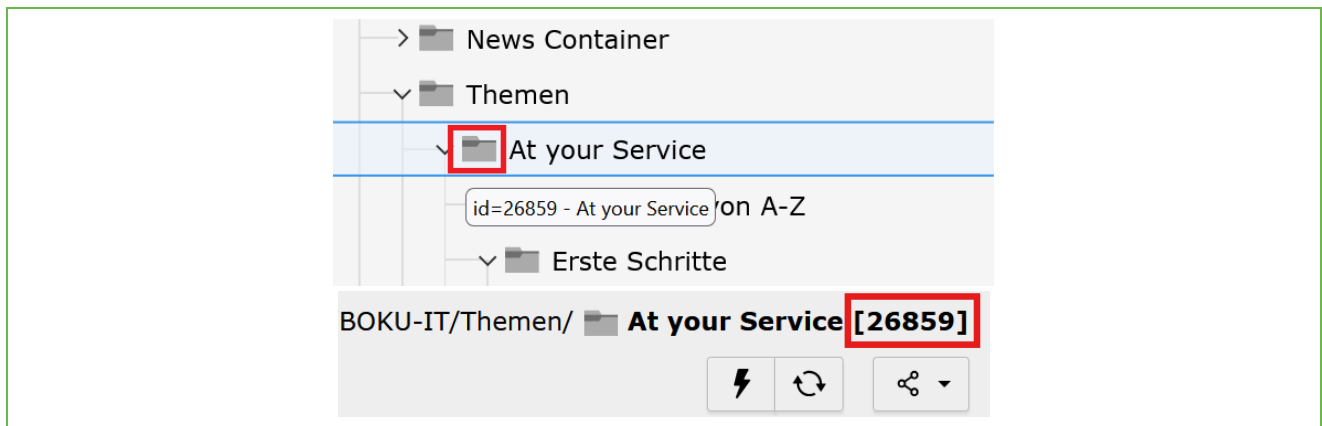 News Container
Themen
At your Service
id=26859 - At your Service on A-Z
Erste Schritte
BOKU-IT/Themen/ At your Service [26859]